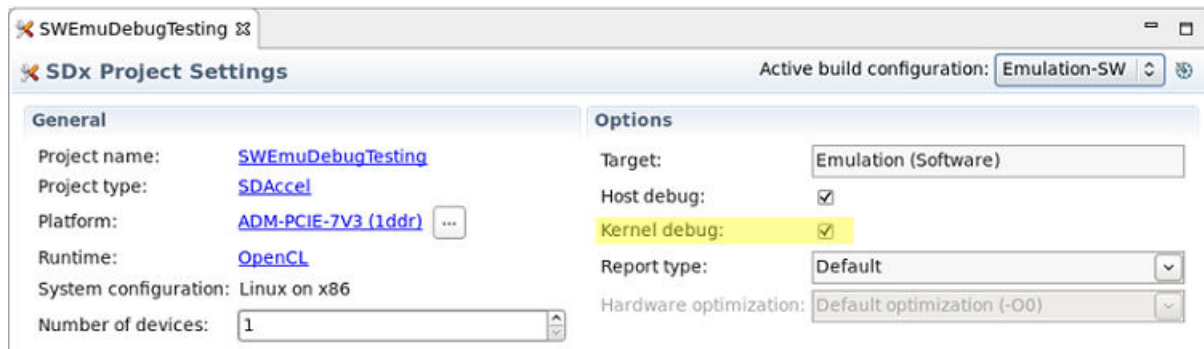 SWEmuDebugTesting
SDx Project Settings
Active build configuration: Emulation-SW
General
Project name: SWEmuDebugTesting
Project type: SDAccel
Platform: ADM-PCIE-7V3 (1ddr) ...
Runtime: OpenCL
System configuration: Linux on x86
Number of devices: 1
Options
Target: Emulation (Software)
Host debug:
Kernel debug:
Report type: Default
Hardware optimization: Default optimization (-O0)